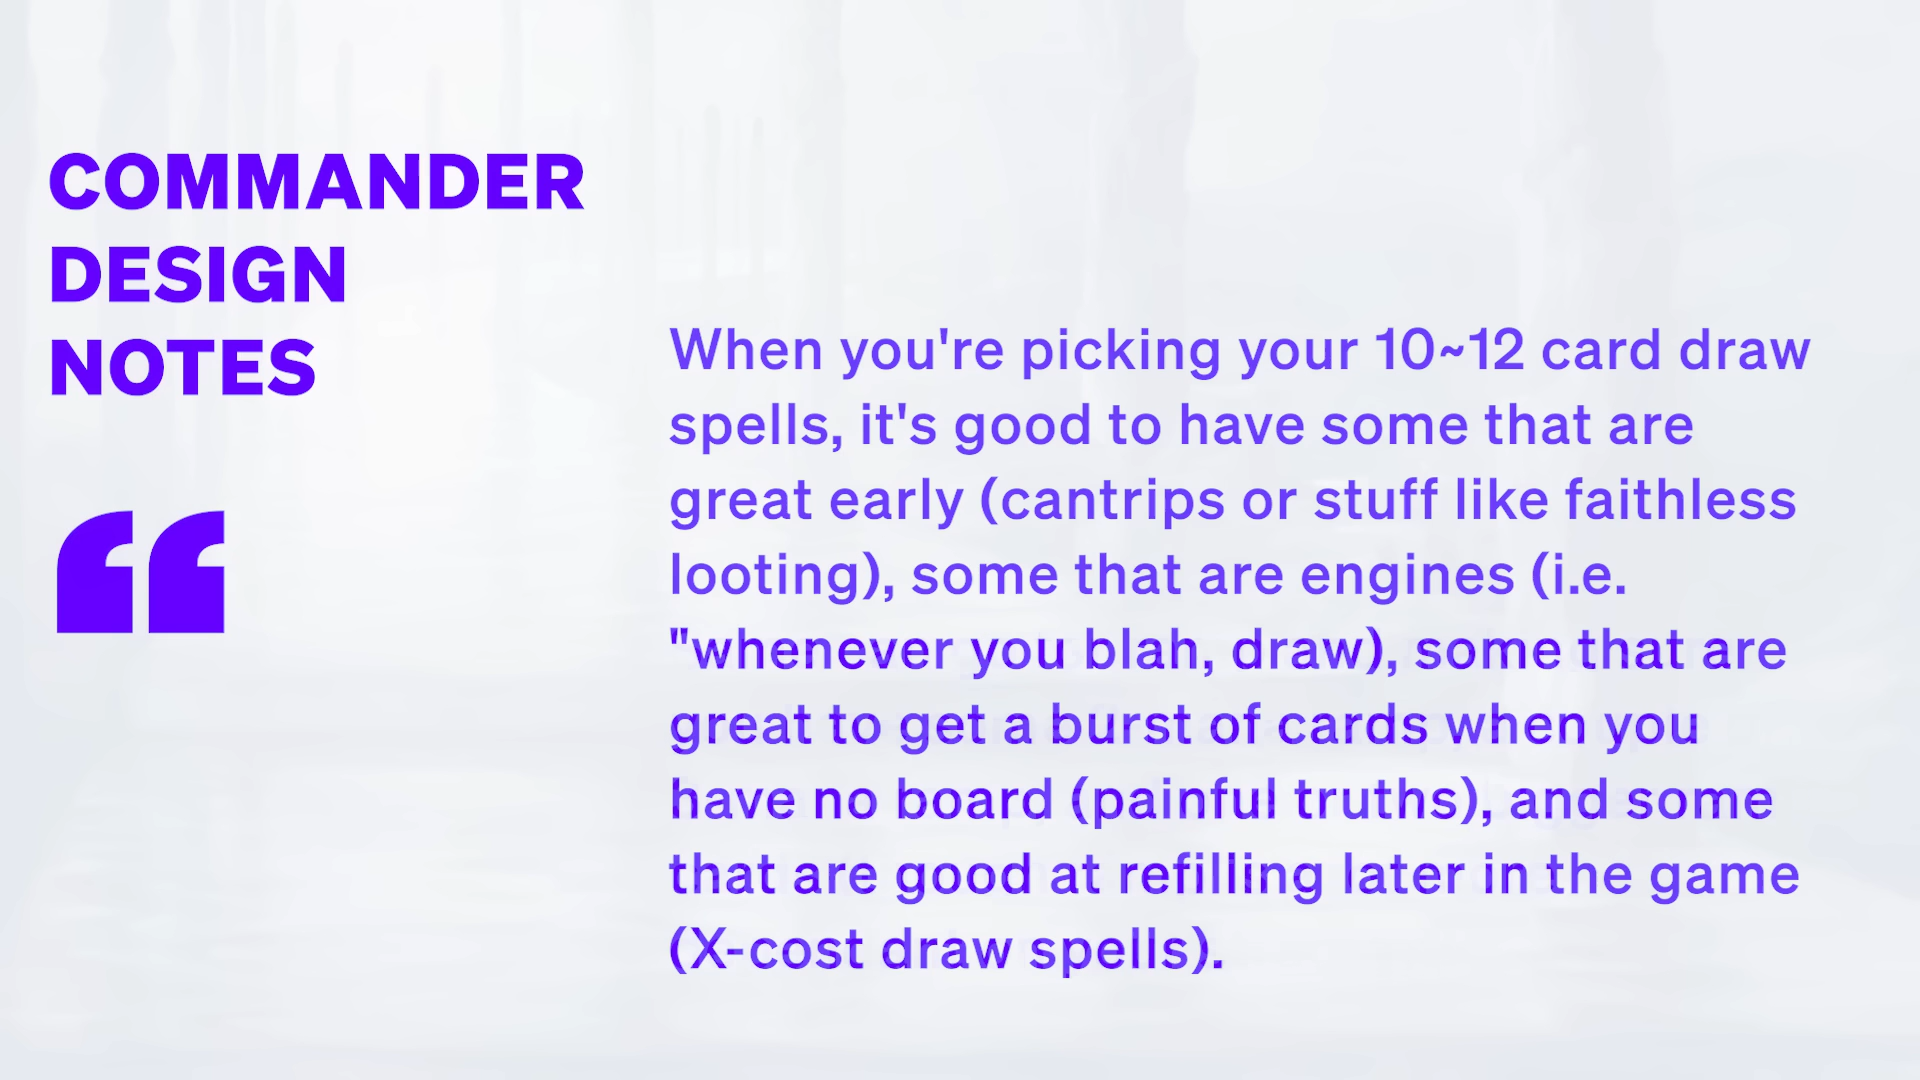 COMMANDER
DESIGN
NOTES
“
When you're picking your 10~12 card draw
spells, it's good to have some that are
great early (cantrips or stuff like faithless
looting), some that are engines (i.e.
"whenever you blah, draw), some that are
great to get a burst of cards when you
have no board (painful truths), and some
that are good at refilling later in the game
(X-cost draw spells).